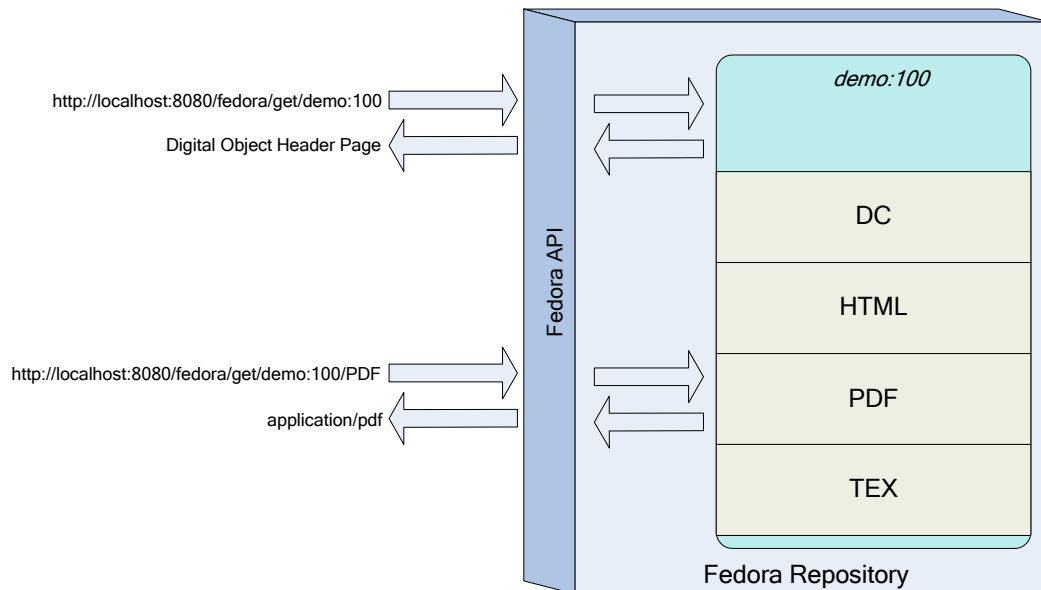 http://localhost:8080/fedora/get/demo:100
Digital Object Header Page
http://localhost:8080/fedora/get/demo:100/PDF
application/pdf
Fedora API
demo:100
DC
HTML
PDF
TEX
Fedora Repository